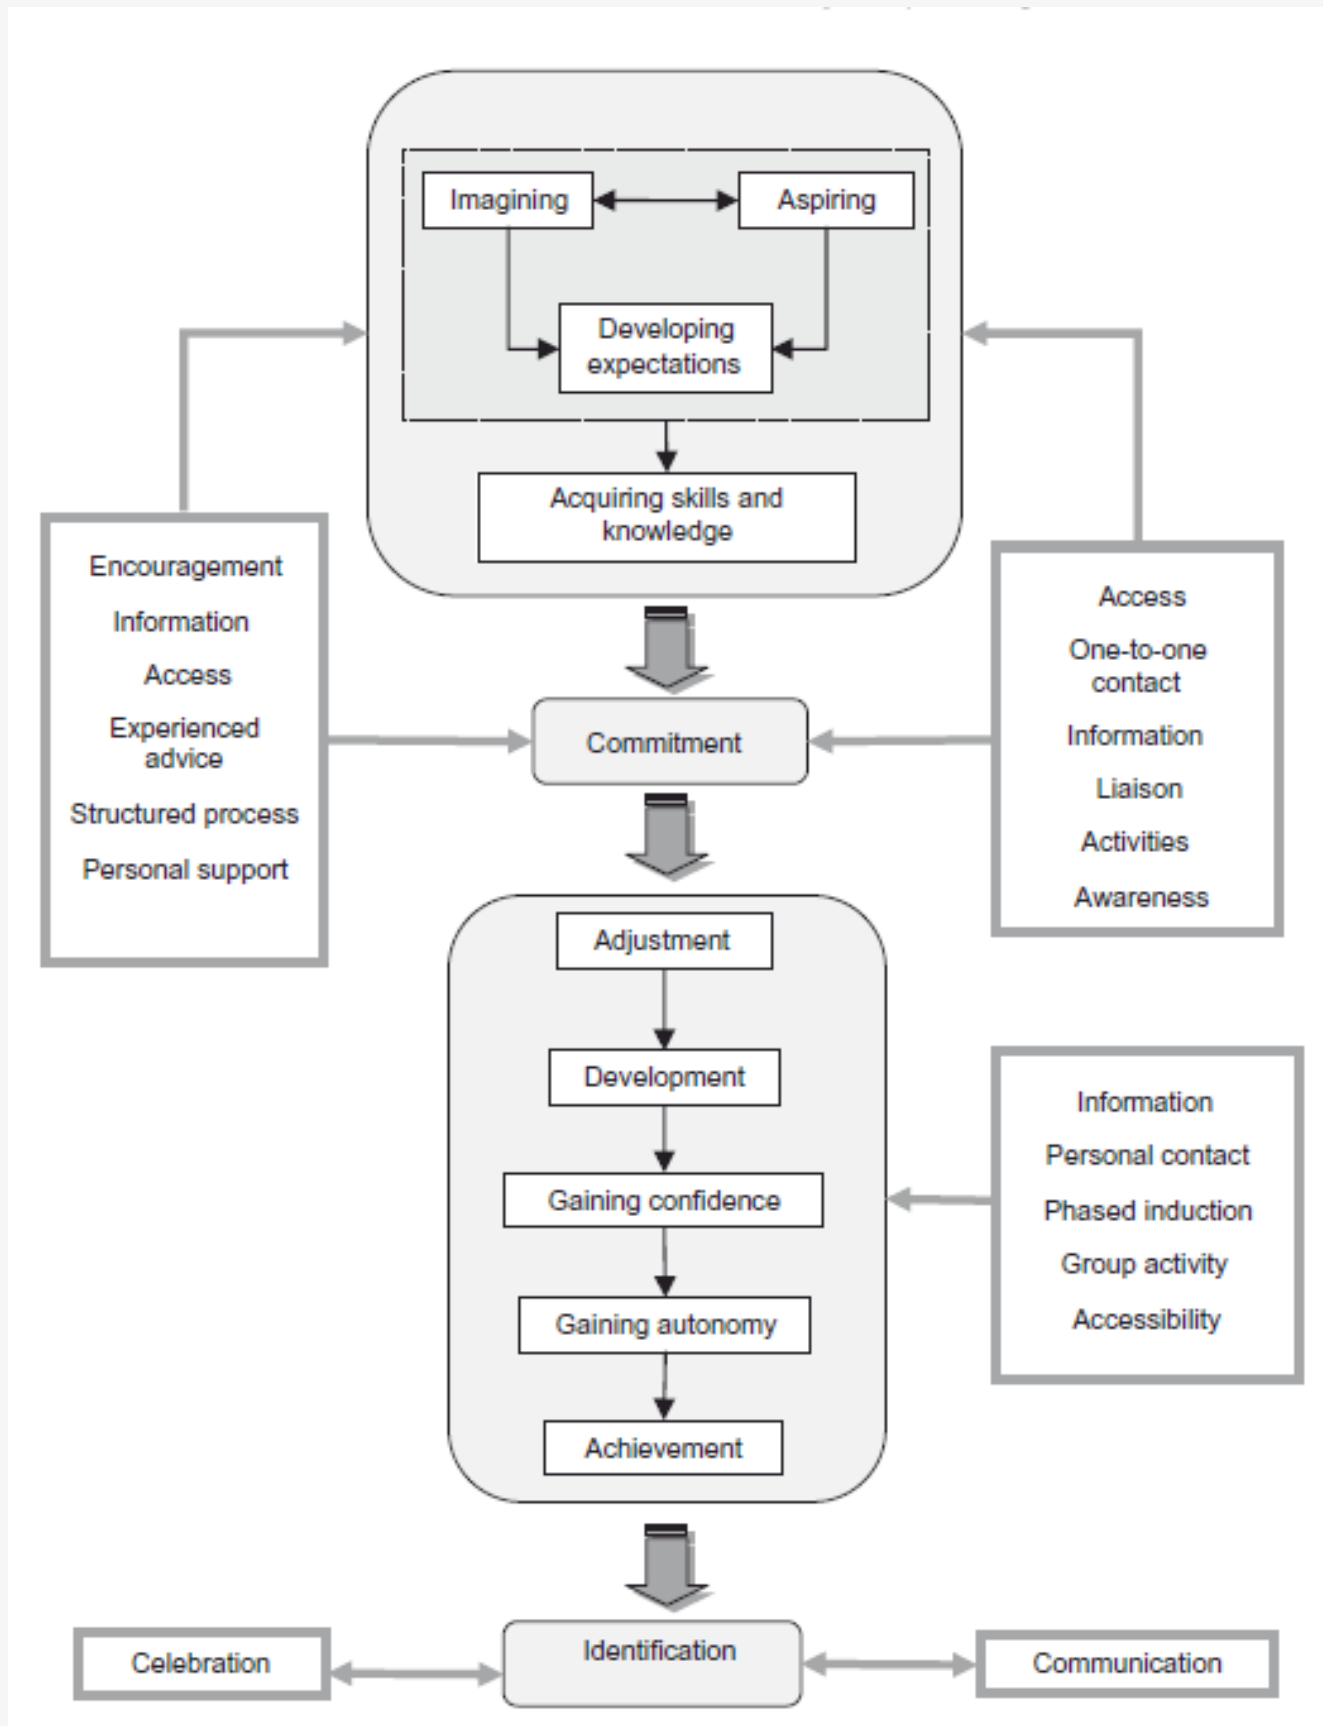 Imagining
Aspiring
Developing
expectations
Acquiring skills and
knowledge
Encouragement
Information
Access
Experienced
advice
Structured process
Personal support
Access
One-to-one
contact
Information
Liaison
Activities
Awareness
Commitment
Adjustment
Development
Gaining confidence
Gaining autonomy
Achievement
Information
Personal contact
Phased induction
Group activity
Accessibility
Identification
Celebration
Communication